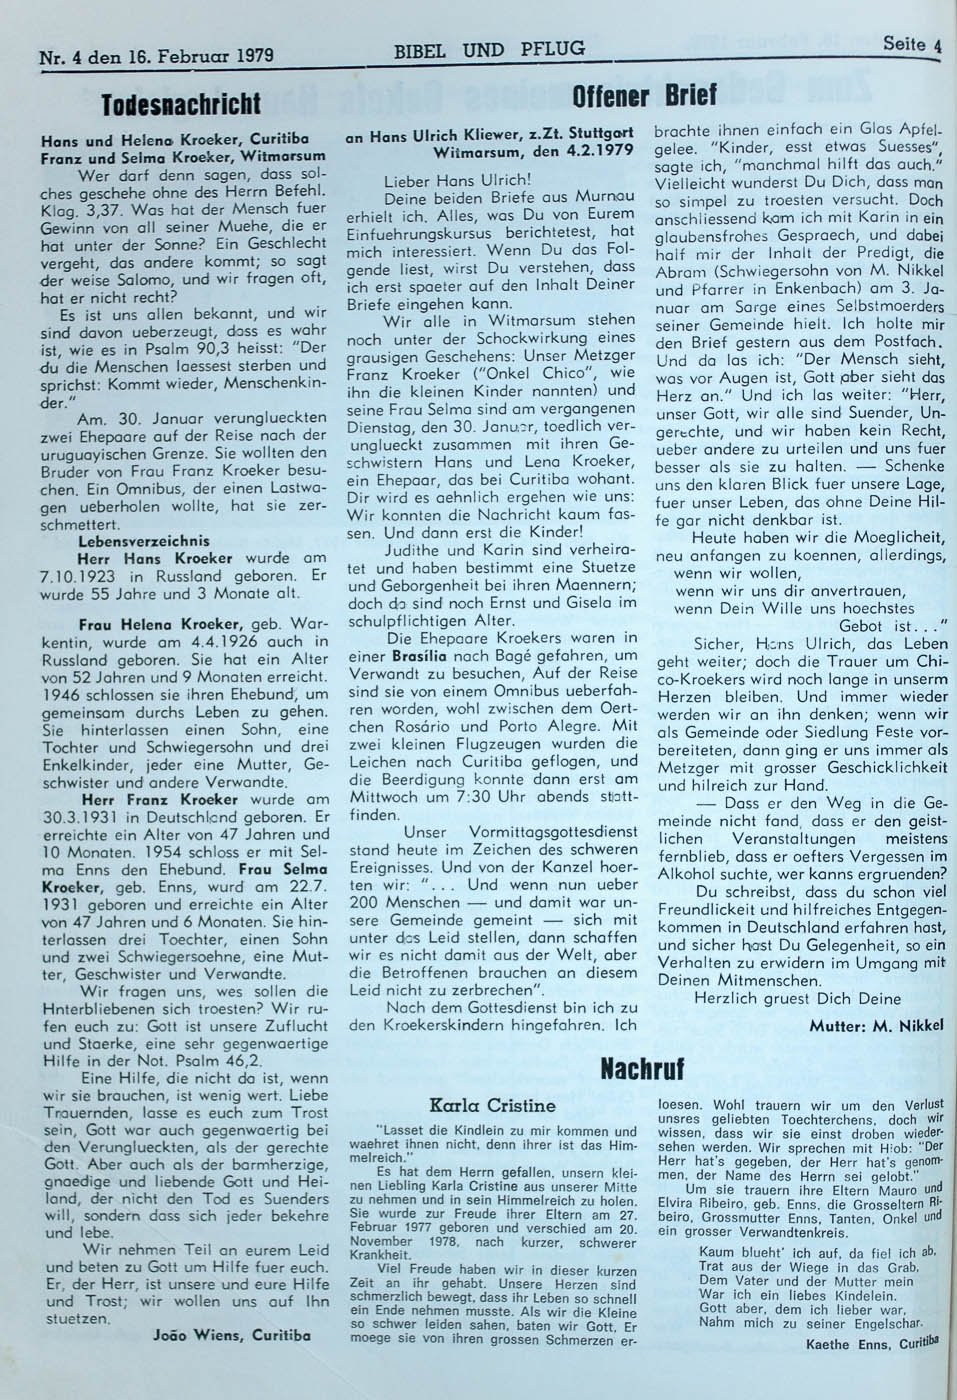 Nr. 4 den 16. Februar 1979
BIBEL UND PFLUG
Seite 4
Todesnachricht
Hans und Helena Kroeker, Curitiba
Franz und Selma Kroeker, Witmarsum
Wer darf denn sagen, dass sol-
ches geschehe ohne des Herrn Befehl.
Klag. 3,37. Was hat der Mensch fuer
Gewinn von all seiner Muehe, die er
hat unter der Sonne? Ein Geschlecht
vergeht, das andere kommt; so sagt
der weise Salomo, und wir fragen oft,
hat er nicht recht?
Es ist uns allen bekannt, und wir
sind davon ueberzeugt, dass es wahr
ist, wie es in Psalm 90,3 heisst: "Der
du die Menschen laessest sterben und
sprichst: Kommt wieder, Menschenkin-
der."
Am. 30. Januar verunglueckten
zwei Ehepaare auf der Reise nach der
uruguayischen Grenze. Sie wollten den
Bruder von Frau Franz Kroeker besu-
chen. Ein Omnibus, der einen Lastwa-
gen ueberholen wollte, hat sie zer-
schmettert.
Lebensverzeichnis
Herr Hans Kroeker wurde am
7.10.1923 in Russland geboren. Er
wurde 55 Jahre und 3 Monate alt.
Frau Helena Kroeker, geb. War-
kentin, wurde am 4.4.1926 auch in
Russland geboren. Sie hat ein Alter
von 52 Jahren und 9 Monaten erreicht.
1946 schlossen sie ihren Ehebund, um
gemeinsam durchs Leben zu gehen.
Sie hinterlassen einen Sohn, eine
Tochter und Schwiegersohn und drei
Enkelkinder, jeder eine Mutter, Ge-
schwister und andere Verwandte.
Herr Franz Kroeker wurde am
30.3.1931 in Deutschland geboren. Er
erreichte ein Alter von 47 Jahren und
10 Monaten. 1954 schloss er mit Sel-
ma Enns den Ehebund. Frau Selma
Kroeker, geb. Enns, wurd am 22.7.
1931 geboren und erreichte ein Alter
von 47 Jahren und 6 Monaten. Sie hin-
terlassen drei Toechter, einen Sohn
und zwei Schwiegersoehne, eine Mut-
ter, Geschwister und Verwandte.
Wir fragen uns, wes sollen die
Hnterbliebenen sich troesten? Wir ru-
fen euch zu: Gott ist unsere Zuflucht
und Staerke, eine sehr gegenwaertige
Hilfe in der Not. Psalm 46,2.
Eine Hilfe, die nicht da ist, wenn
wir sie brauchen, ist wenig wert. Liebe
Trauernden, lasse es euch zum Trost
sein, Gott war auch gegenwaertig bei
den Verunglueckten, als der gerechte
Gott. Aber auch als der barmherzige,
gnaedige und liebende Gott und Hei-
land, der nicht den Tod es Suenders
will, sondern dass sich jeder bekehre
und lebe.
Wir nehmen Teil an eurem Leid
und beten zu Gott um Hilfe fuer euch.
Er, der Herr, ist unsere und eure Hilfe
und Trost; wir wollen uns auf Ihn
stuetzen.
João Wiens, Curitiba
Offener Brief
an Hans Ulrich Kliewer, z.Zt. Stuttgart
Witmarsum, den 4.2.1979
Lieber Hans Ulrich!
Deine beiden Briefe aus Murnau
erhielt ich. Alles, was Du von Eurem
Einfuehrungskursus berichtetest, hat
mich interessiert. Wenn Du das Fol-
gende liest, wirst Du verstehen, dass
ich erst spaeter auf den Inhalt Deiner
Briefe eingehen kann.
Wir alle in Witmarsum stehen
noch unter der Schockwirkung eines
grausigen Geschehens: Unser Metzger
Franz Kroeker ("Onkel Chico", wie
ihn die kleinen Kinder nannten) und
seine Frau Selma sind am vergangenen
Dienstag, den 30. Januar, toedlich ver-
unglueckt zusammen mit ihren Ge-
schwistern Hans und Lena Kroeker,
ein Ehepaar, das bei Curitiba wohant.
Dir wird es aehnlich ergehen wie uns:
Wir konnten die Nachricht kaum fas-
sen. Und dann erst die Kinder!
Judithe und Karin sind verheira-
tet und haben bestimmt eine Stuetze
und Geborgenheit bei ihren Maennern;
doch da sind noch Ernst und Gisela im
schulpflichtigen Alter.
Die Ehepaare Kroekers waren in
einer Brasília nach Bagé gefahren, um
Verwandt zu besuchen, Auf der Reise
sind sie von einem Omnibus ueberfah-
ren worden, wohl zwischen dem Oert-
chen Rosário und Porto Alegre. Mit
zwei kleinen Flugzeugen wurden die
Leichen nach Curitiba geflogen, und
die Beerdigung konnte dann erst am
Mittwoch um 7:30 Uhr abends statt-
finden.
Unser Vormittagsgottesdienst
stand heute im Zeichen des schweren
Ereignisses. Und von der Kanzel hoer-
ten wir: "... Und wenn nun ueber
200 Menschen — und damit war un-
sere Gemeinde gemeint — sich mit
unter das Leid stellen, dann schaffen
wir es nicht damit aus der Welt, aber
die Betroffenen brauchen an diesem
Leid nicht zu zerbrechen".
Nach dem Gottesdienst bin ich zu
den Kroekerskindern hingefahren. Ich
brachte ihnen einfach ein Glas Apfel-
gelee. "Kinder, esst etwas Suesses",
sagte ich, "manchmal hilft das auch."
Vielleicht wunderst Du Dich, dass man
so simpel zu troesten versucht. Doch
anschliessend kam ich mit Karin in ein
glaubensfrohes Gespraech, und dabei
half mir der Inhalt der Predigt, die
Abram (Schwiegersohn von M. Nikkel
und Pfarrer in Enkenbach) am 3. Ja-
nuar am Sarge eines Selbstmoerders
seiner Gemeinde hielt. Ich holte mir
den Brief gestern aus dem Postfach.
Und da las ich: "Der Mensch sieht,
was vor Augen ist, Gott aber sieht das
Herz an." Und ich las weiter: "Herr,
unser Gott, wir alle sind Suender, Un-
gerechte, und wir haben kein Recht,
ueber andere zu urteilen und uns fuer
besser als sie zu halten. — Schenke
uns den klaren Blick fuer unsere Lage,
fuer unser Leben, das ohne Deine Hil-
fe gar nicht denkbar ist.
Heute haben wir die Moeglicheit,
neu anfangen zu koennen, allerdings,
wenn wir wollen,
wenn wir uns dir anvertrauen,
wenn Dein Wille uns hoechstes
Gebot ist..."
Sicher, Hans Ulrich, das Leben
geht weiter; doch die Trauer um Chi-
co-Kroekers wird noch lange in unserm
Herzen bleiben. Und immer wieder
werden wir an ihn denken; wenn wir
als Gemeinde oder Siedlung Feste vor-
bereiteten, dann ging er uns immer als
Metzger mit grosser Geschicklichkeit
und hilreich zur Hand.
— Dass er den Weg in die Ge-
meinde nicht fand, dass er den geist-
lichen Veranstaltungen meistens
fernblieb, dass er oefters Vergessen im
Alkohol suchte, wer kanns ergruenden?
Du schreibst, dass du schon viel
Freundlickeit und hilfreiches Entgegen-
kommen in Deutschland erfahren hast,
und sicher hast Du Gelegenheit, so ein
Verhalten zu erwidern im Umgang mit
Deinen Mitmenschen.
Herzlich gruest Dich Deine
Mutter: M. Nikkel
Nachruf
Karla Cristine
"Lasset die Kindlein zu mir kommen und
waehret ihnen nicht, denn ihrer ist das Him-
melreich."
Es hat dem Herrn gefallen, unsern klei-
nen Liebling Karla Cristine aus unserer Mitte
zu nehmen und in sein Himmelreich zu holen.
Sie wurde zur Freude ihrer Eltern am 27.
Februar 1977 geboren und verschied am 20.
November 1978, nach kurzer, schwerer
Krankheit.
Viel Freude haben wir in dieser kurzen
Zeit an ihr gehabt. Unsere Herzen sind
schmerzlich bewegt, dass ihr Leben so schnell
ein Ende nehmen musste. Als wir die Kleine
so schwer leiden sahen, baten wir Gott, Er
moege sie von ihren grossen Schmerzen er-
loesen. Wohl trauern wir um den Verlust
unsres geliebten Toechterchens, doch wir
wissen, dass wir sie einst droben wieder-
sehen werden. Wir sprechen mit Hiob: "Der
Herr hat's gegeben, der Herr hat's genom-
men, der Name des Herrn sei gelobt."
Um sie trauern ihre Eltern Mauro und
Elvira Ribeiro, geb. Enns, die Grosseltern Ri-
beiro, Grossmutter Enns, Tanten, Onkel und
ein grosser Verwandtenkreis.
Kaum blueht' ich auf, da fiel ich ab,
Trat aus der Wiege in das Grab,
Dem Vater und der Mutter mein
War ich ein liebes Kindelein.
Gott aber, dem ich lieber war,
Nahm mich zu seiner Engelschar.
Kaethe Enns, Curitiba